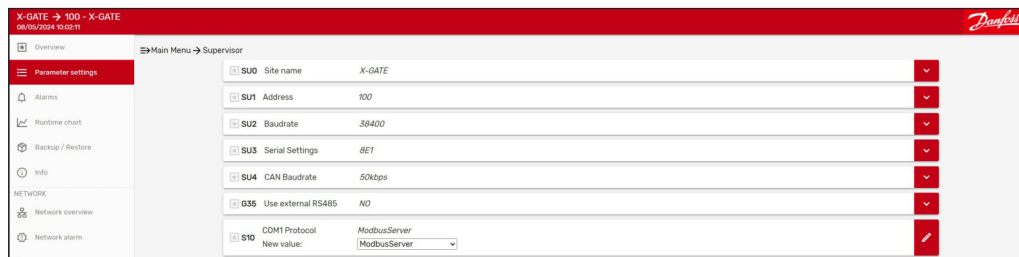 X-GATE → 100 - X-GATE
08/05/2024 10:02:11
Danfoss
Overview
Main Menu → Supervisor
SU0 Site name X-GATE
Parameter settings
SU1 Address 100
Alarms
SU2 Baudrate 38400
Runtime chart
SU3 Serial Settings 8E1
Backup / Restore
SU4 CAN Baudrate 50kbps
Info
NETWORK
G35 Use external RS485 NO
Network overview
S10 COM1 Protocol ModbusServer
New value: ModbusServer
Network alarm